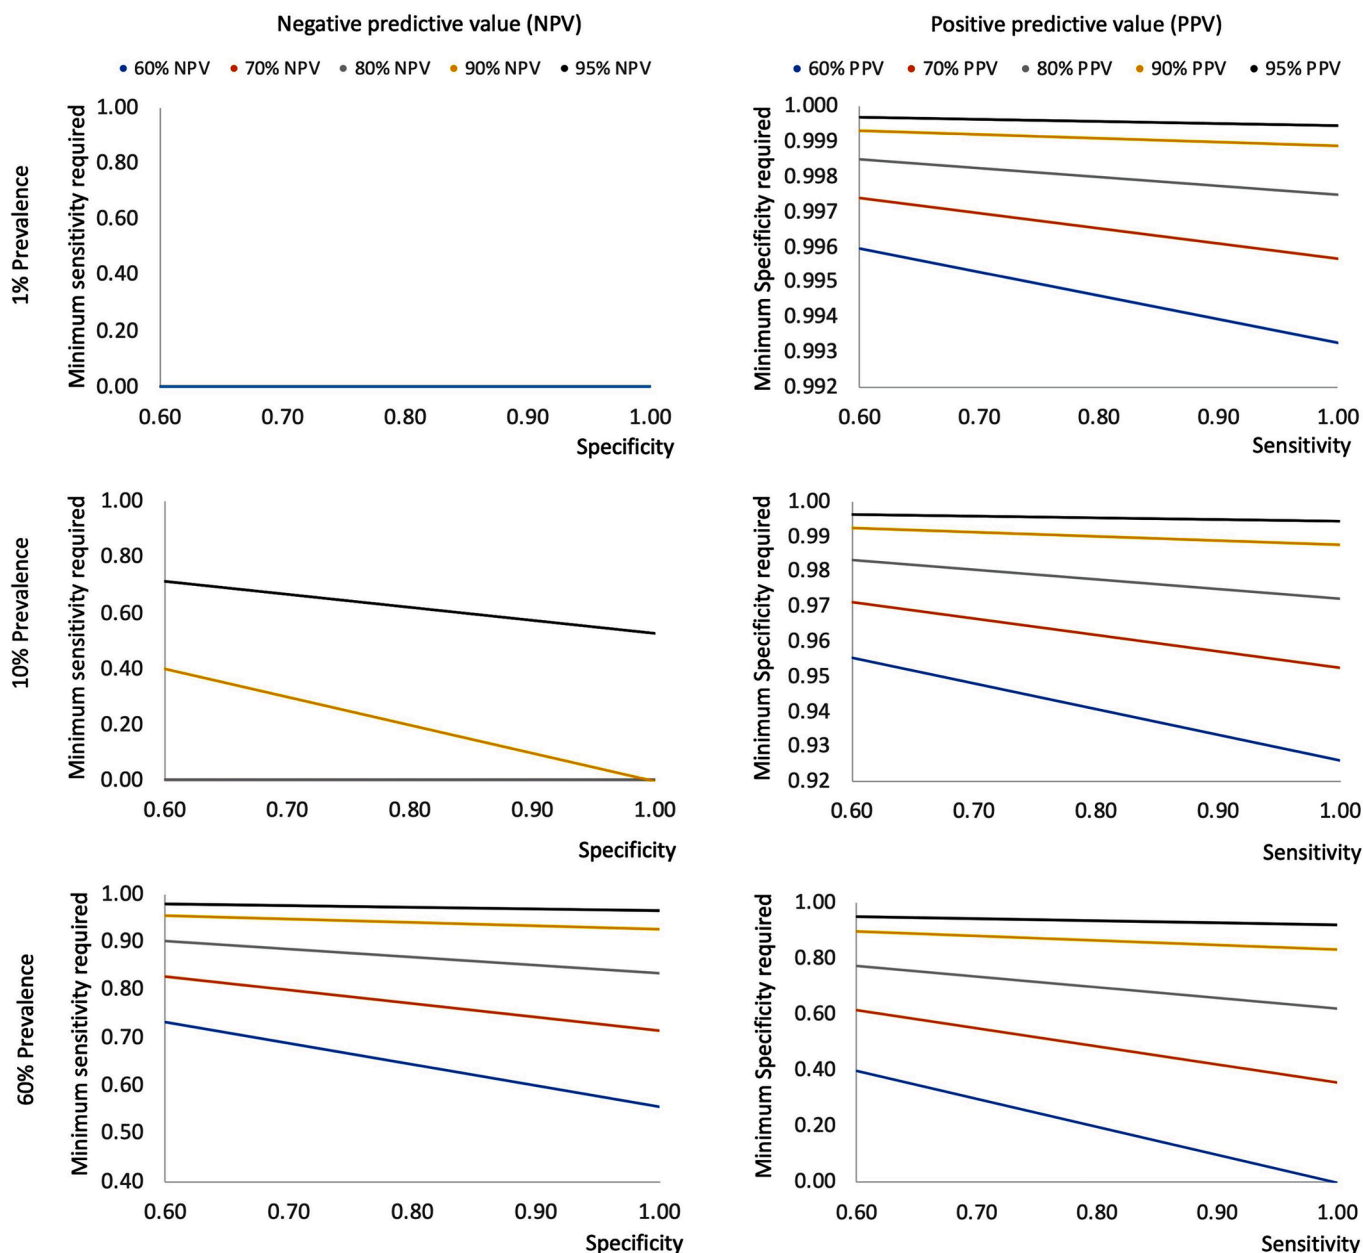 Negative predictive value (NPV)
60% NPV 70% NPV 80% NPV 90% NPV 95% NPV
1% Prevalence
Minimum sensitivity required
1.00
0.80
0.60
0.40
0.20
0.00
0.60 0.70 0.80 0.90 1.00
Specificity
Positive predictive value (PPV)
60% PPV 70% PPV 80% PPV 90% PPV 95% PPV
Minimum Specificity required
1.000
0.999
0.998
0.997
0.996
0.995
0.994
0.993
0.992
0.60 0.70 0.80 0.90 1.00
Sensitivity
10% Prevalence
Minimum sensitivity required
1.00
0.80
0.60
0.40
0.20
0.00
0.60 0.70 0.80 0.90 1.00
Specificity
Minimum Specificity required
1.00
0.99
0.98
0.97
0.96
0.95
0.94
0.93
0.92
0.60 0.70 0.80 0.90 1.00
Sensitivity
60% Prevalence
Minimum sensitivity required
1.00
0.90
0.80
0.70
0.60
0.50
0.40
0.60 0.70 0.80 0.90 1.00
Specificity
Minimum Specificity required
1.00
0.80
0.60
0.40
0.20
0.00
0.60 0.70 0.80 0.90 1.00
Sensitivity